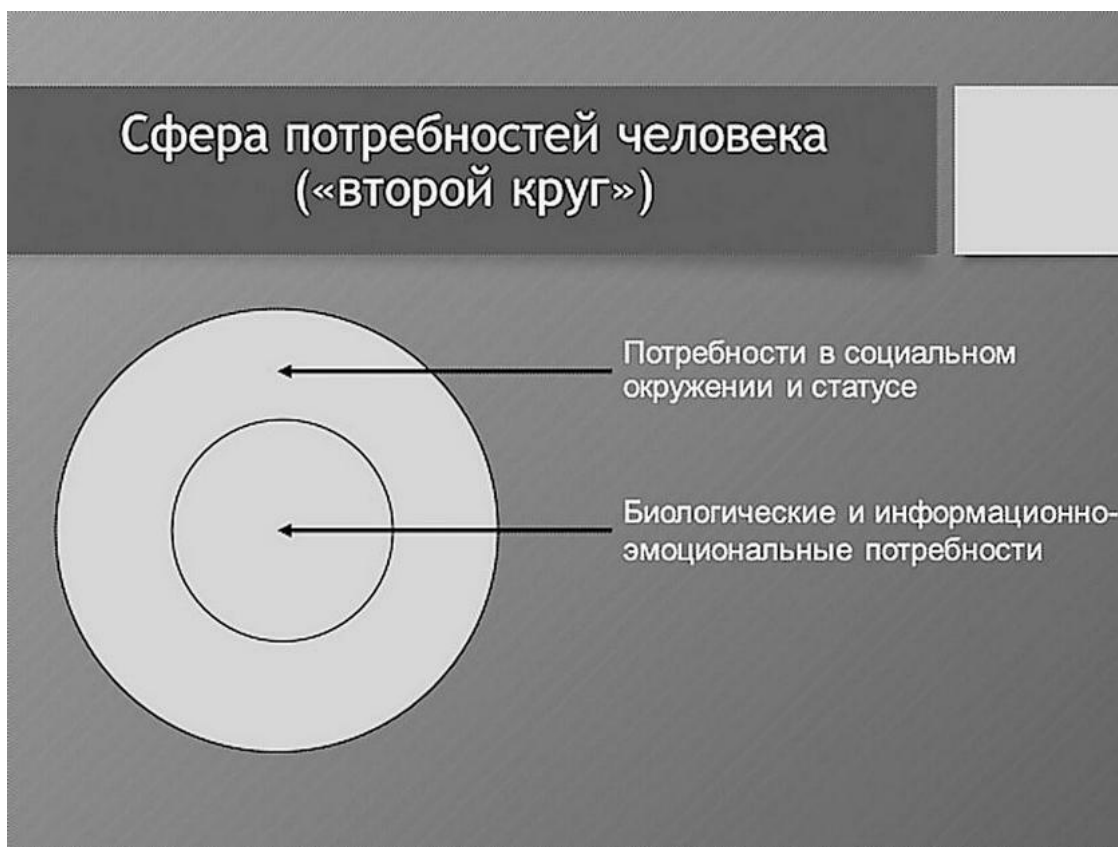 Сфера потребностей человека
(«второй круг»)
Потребности в социальном
окружении и статусе
Биологические и информационно-
эмоциональные потребности